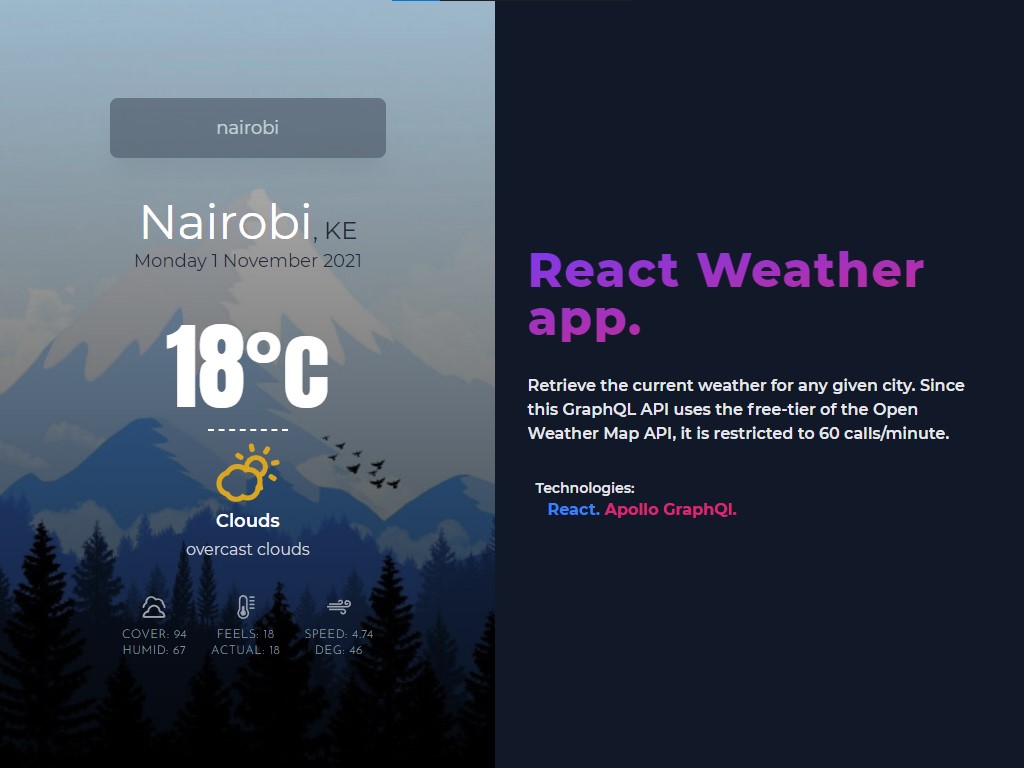 nairobi
Nairobi, KE
Monday 1 November 2021
18°C
Clouds
overcast clouds
COVER: 94
HUMID: 67
FEELS: 18
ACTUAL: 18
SPEED: 4.74
DEG: 46
React Weather
app.
Retrieve the current weather for any given city. Since
this GraphQL API uses the free-tier of the Open
Weather Map API, it is restricted to 60 calls/minute.
Technologies:
React. Apollo GraphQl.